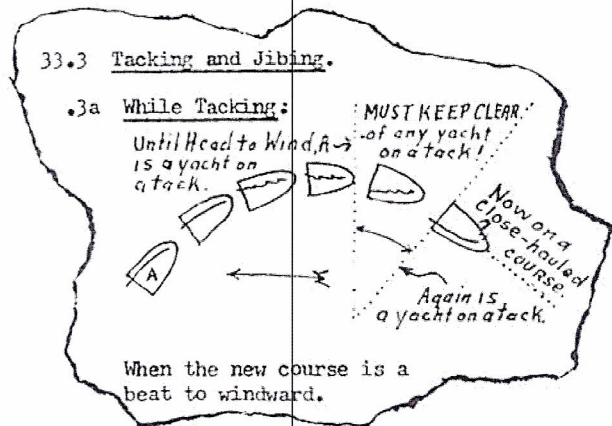 33.3 Tacking and Jibing.
.3a While Tacking:
Until Head to Wind, A→
is a yacht on
a tack.
MUST KEEP CLEAR.
of any yacht
on a tack!
A
Now on a
close-hauled
course.
Again is
a yacht on a tack.
When the new course is a
beat to windward.